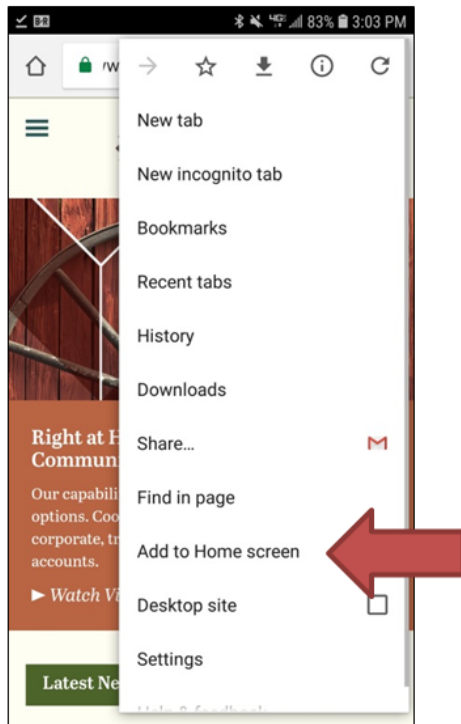 83% 3:03 PM
New tab
New incognito tab
Bookmarks
Recent tabs
History
Downloads
Right at H
Commun
Share...
Our capabili
options. Coo
corporate, tr
accounts.
Find in page
Add to Home screen
► Watch Vi
Desktop site
Settings
Latest Ne